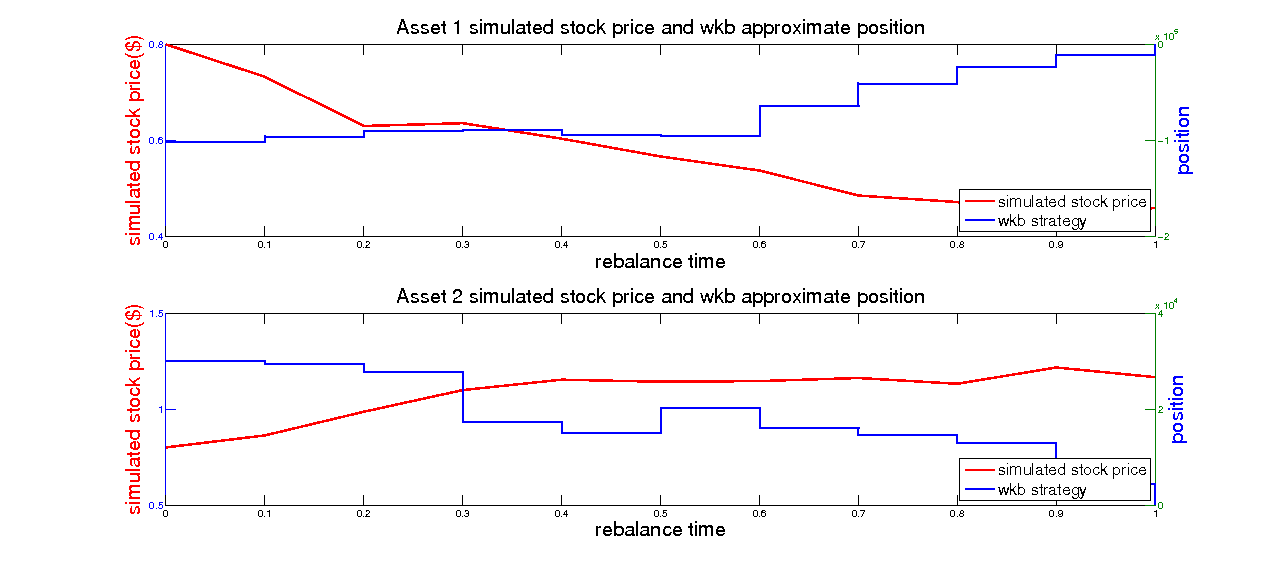 Asset 1 simulated stock price and wkb approximate position
simulated stock price($)
0.8
0.6
0.4
0
-1
-2
position
simulated stock price
wkb strategy
0 0.1 0.2 0.3 0.4 0.5 0.6 0.7 0.8 0.9 1
rebalance time
Asset 2 simulated stock price and wkb approximate position
simulated stock price($)
1.5
1
0.5
x 10^4
4
2
0
position
simulated stock price
wkb strategy
0 0.1 0.2 0.3 0.4 0.5 0.6 0.7 0.8 0.9 1
rebalance time